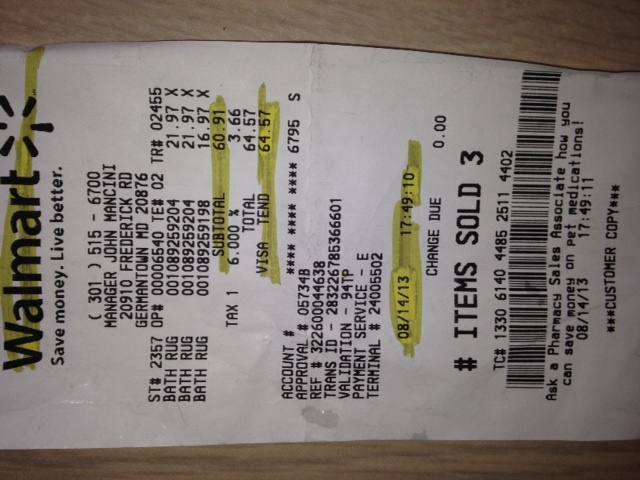 Walmart
Save money. Live better.
( 301 ) 515 - 6700
MANAGER JOHN MANCINI
20910 FREDERICK RD
GERMANTOWN MD 20876
ST# 2357 OP# 00006540 TE# 02 TR# 02455
BATH RUG 001089259204 21.97 X
BATH RUG 001089259204 21.97 X
BATH RUG 001089259198 16.97 X
SUBTOTAL 60.91
TAX 1 6.000 % 3.66
TOTAL 64.57
VISA TEND 64.57
ACCOUNT # **** **** **** 6795 S
APPROVAL # 05734B
REF # 322600044638
TRANS ID - 283226785366601
VALIDATION - 94TP
PAYMENT SERVICE - E
TERMINAL # 24005502
08/14/13 17:49:10
CHANGE DUE 0.00
# ITEMS SOLD 3
TC# 1330 6140 4485 2511 4402
Ask a Pharmacy Sales Associate how you
can save money on pet medications!
08/14/13 17:49:11
***CUSTOMER COPY***